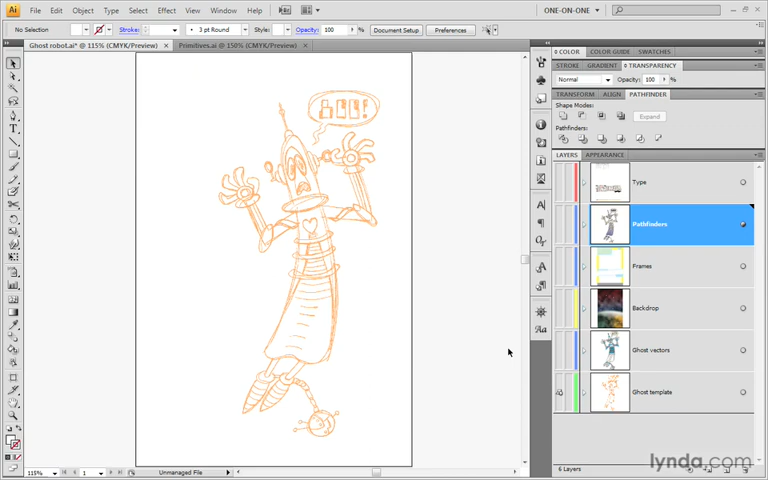 Ai File Edit Object Type Select Effect View Window Help Br ONE-ON-ONE
No Selection Stroke: 3 pt Round Style: Opacity: 100 % Document Setup Preferences
Ghost robot.ai* @ 115% (CMYK/Preview) × Primitives.ai @ 150% (CMYK/Preview) ×
COLOR COLOR GUIDE SWATCHES
STROKE GRADIENT TRANSPARENCY
Normal Opacity: 100 %
TRANSFORM ALIGN PATHFINDER
Shape Modes:
Expand
Pathfinders:
LAYERS APPEARANCE
Type
Pathfinders
Frames
Backdrop
Ghost vectors
Ghost template
115% 1 Unmanaged File
6 Layers
lynda.com